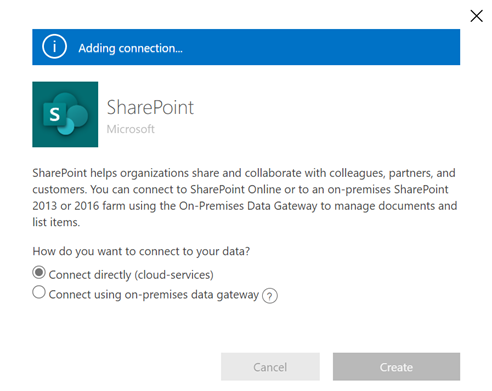 Adding connection...
S
SharePoint
Microsoft
SharePoint helps organizations share and collaborate with colleagues, partners, and
customers. You can connect to SharePoint Online or to an on-premises SharePoint
2013 or 2016 farm using the On-Premises Data Gateway to manage documents and
list items.
How do you want to connect to your data?
Connect directly (cloud-services)
Connect using on-premises data gateway ?
Cancel Create